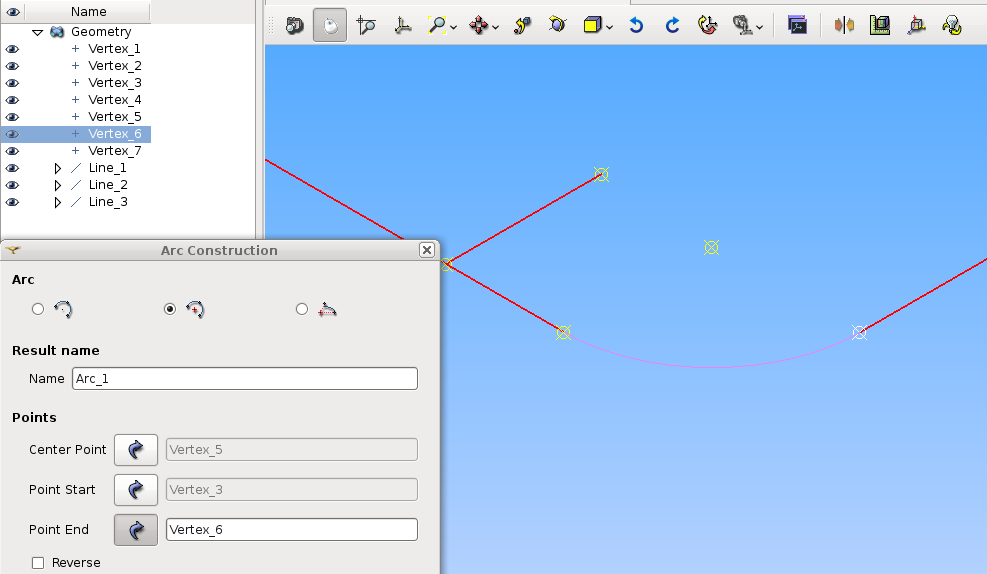 Name
Geometry
Vertex_1
Vertex_2
Vertex_3
Vertex_4
Vertex_5
Vertex_6
Vertex_7
Line_1
Line_2
Line_3
Arc Construction
Arc
Result name
Name Arc_1
Points
Center Point Vertex_5
Point Start Vertex_3
Point End Vertex_6
Reverse